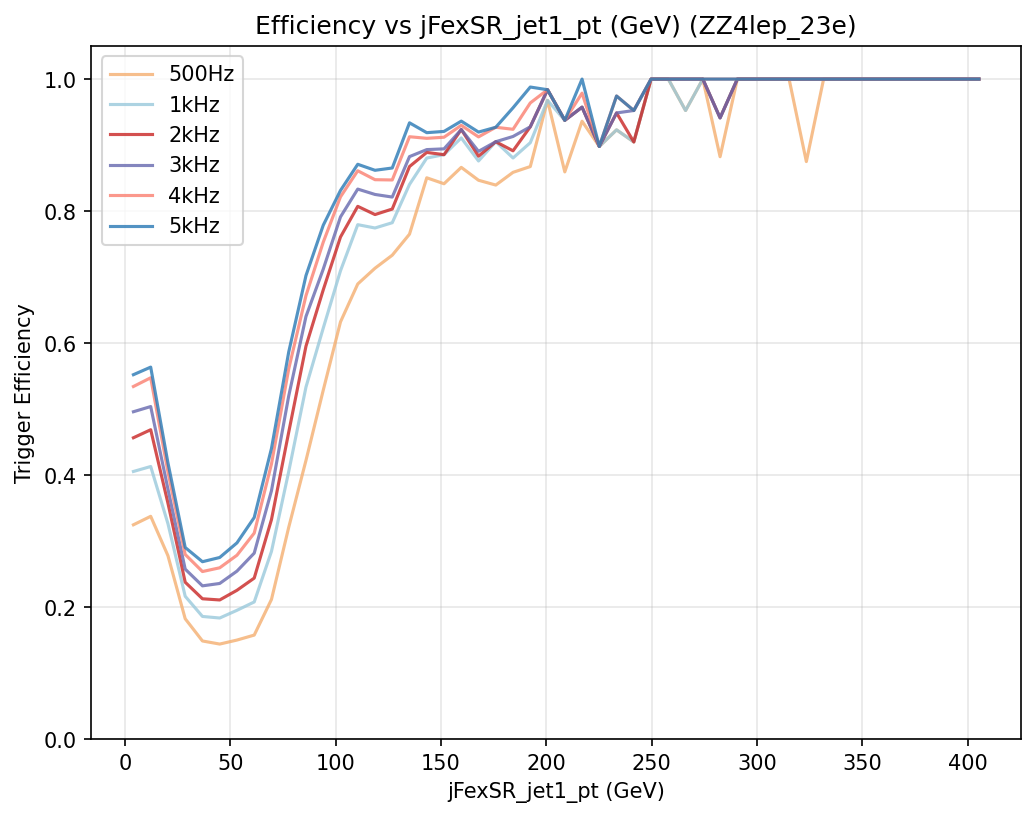 Efficiency vs jFexSR_jet1_pt (GeV) (ZZ4lep_23e)
500Hz
1kHz
2kHz
3kHz
4kHz
5kHz
Trigger Efficiency
1.0
0.8
0.6
0.4
0.2
0.0
0 50 100 150 200 250 300 350 400
jFexSR_jet1_pt (GeV)